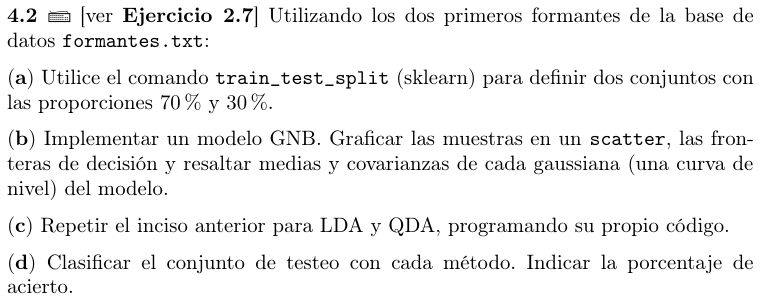 4.2 ⌨ [ver Ejercicio 2.7] Utilizando los dos primeros formantes de la base de
datos formantes.txt:
(a) Utilice el comando train_test_split (sklearn) para definir dos conjuntos con
las proporciones 70 % y 30 %.
(b) Implementar un modelo GNB. Graficar las muestras en un scatter, las fron-
teras de decisión y resaltar medias y covarianzas de cada gaussiana (una curva de
nivel) del modelo.
(c) Repetir el inciso anterior para LDA y QDA, programando su propio código.
(d) Clasificar el conjunto de testeo con cada método. Indicar la porcentaje de
acierto.